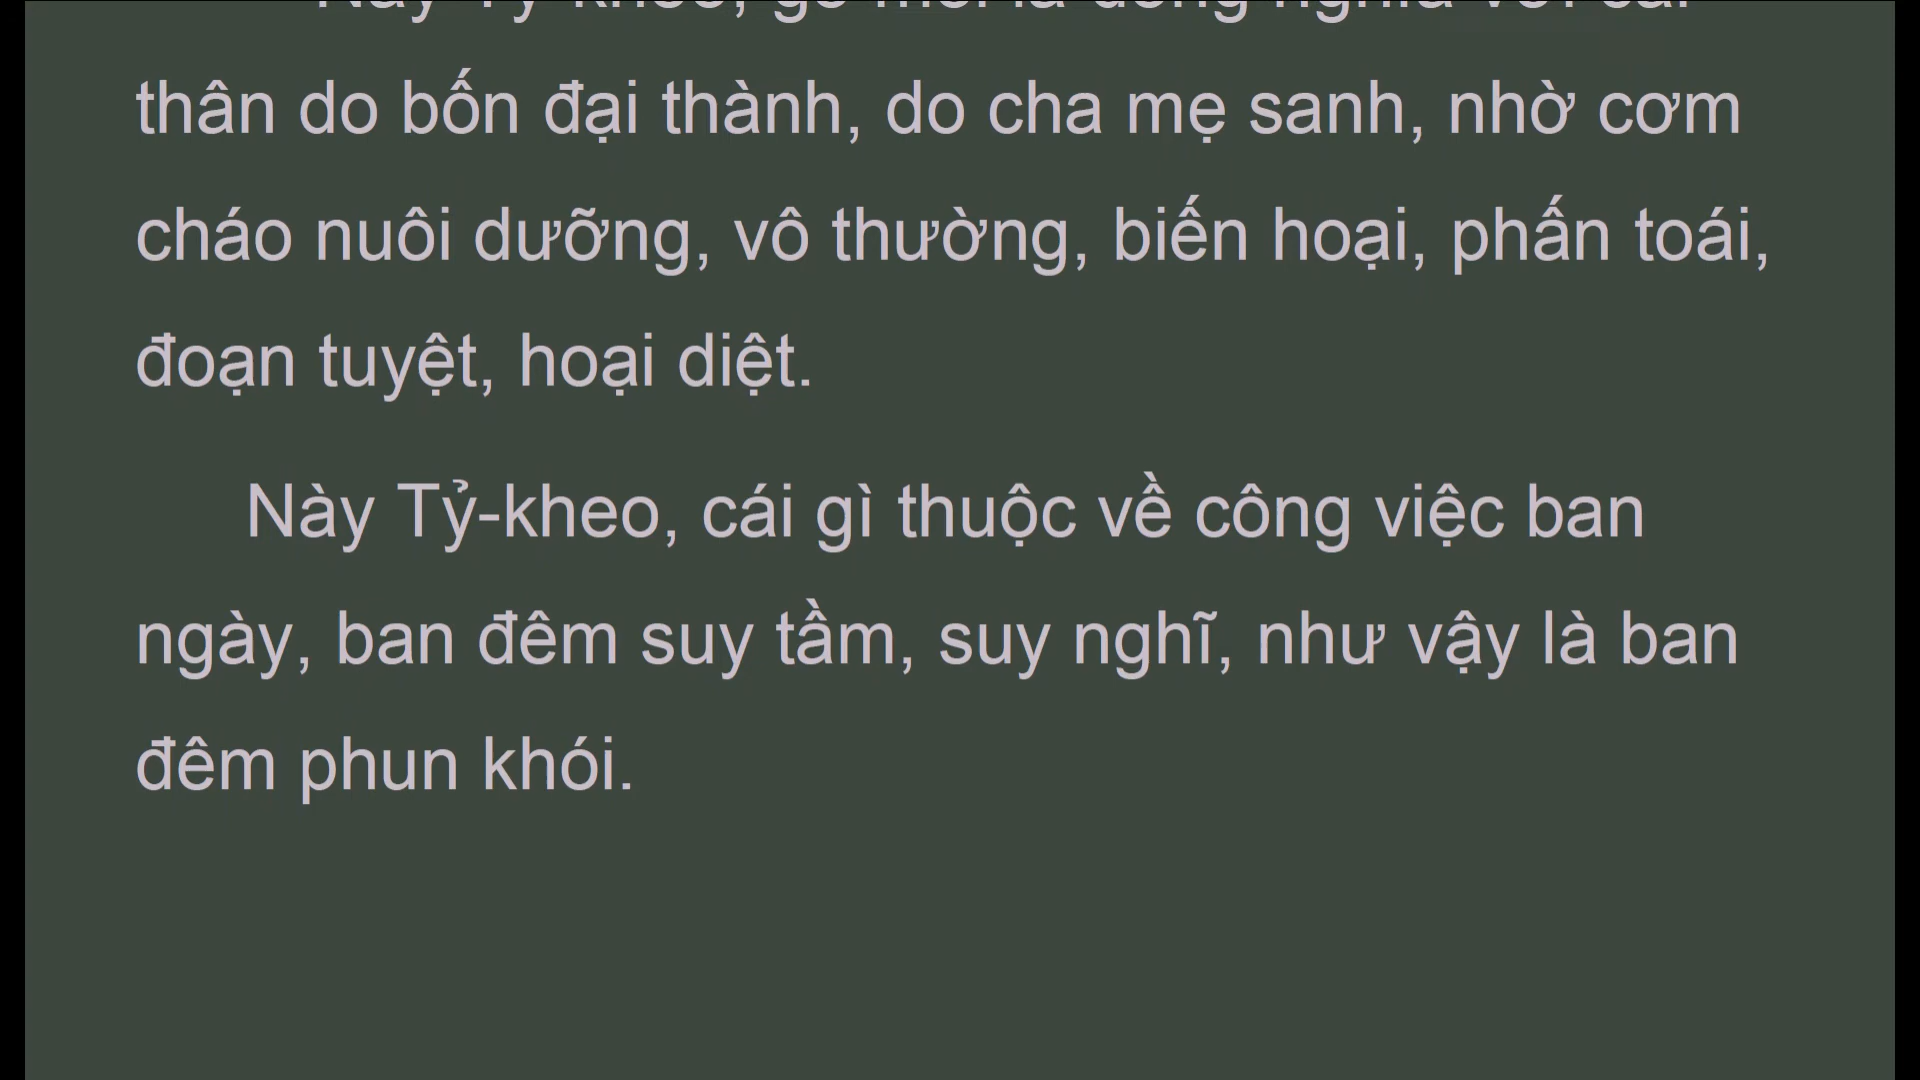 thân do bốn đại thành, do cha mẹ sanh, nhờ cơm
cháo nuôi dưỡng, vô thường, biến hoại, phấn toái,
đoạn tuyệt, hoại diệt.
Này Tỷ-kheo, cái gì thuộc về công việc ban
ngày, ban đêm suy tầm, suy nghĩ, như vậy là ban
đêm phun khói.